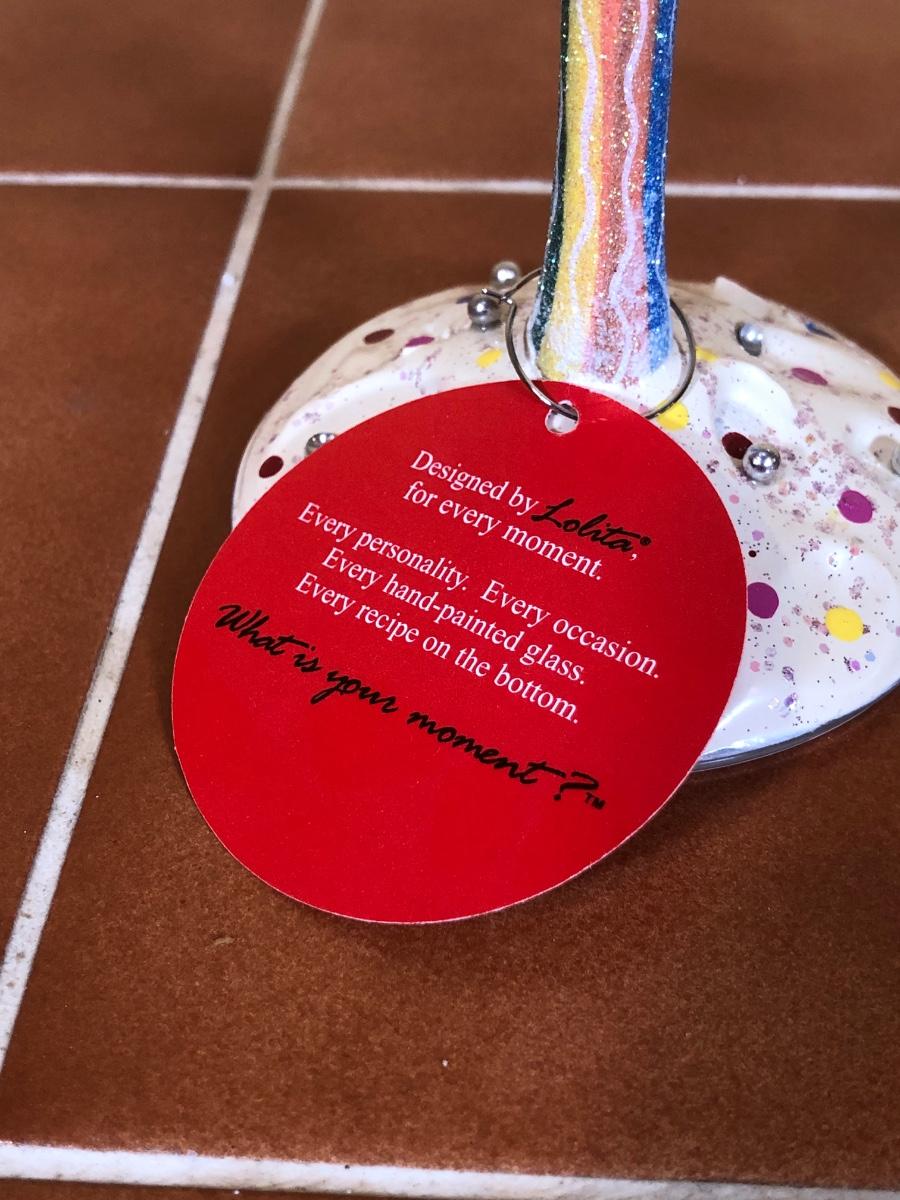 Designed by Lolita®,
for every moment.
Every personality. Every occasion.
Every hand-painted glass.
Every recipe on the bottom.
What is your moment?™